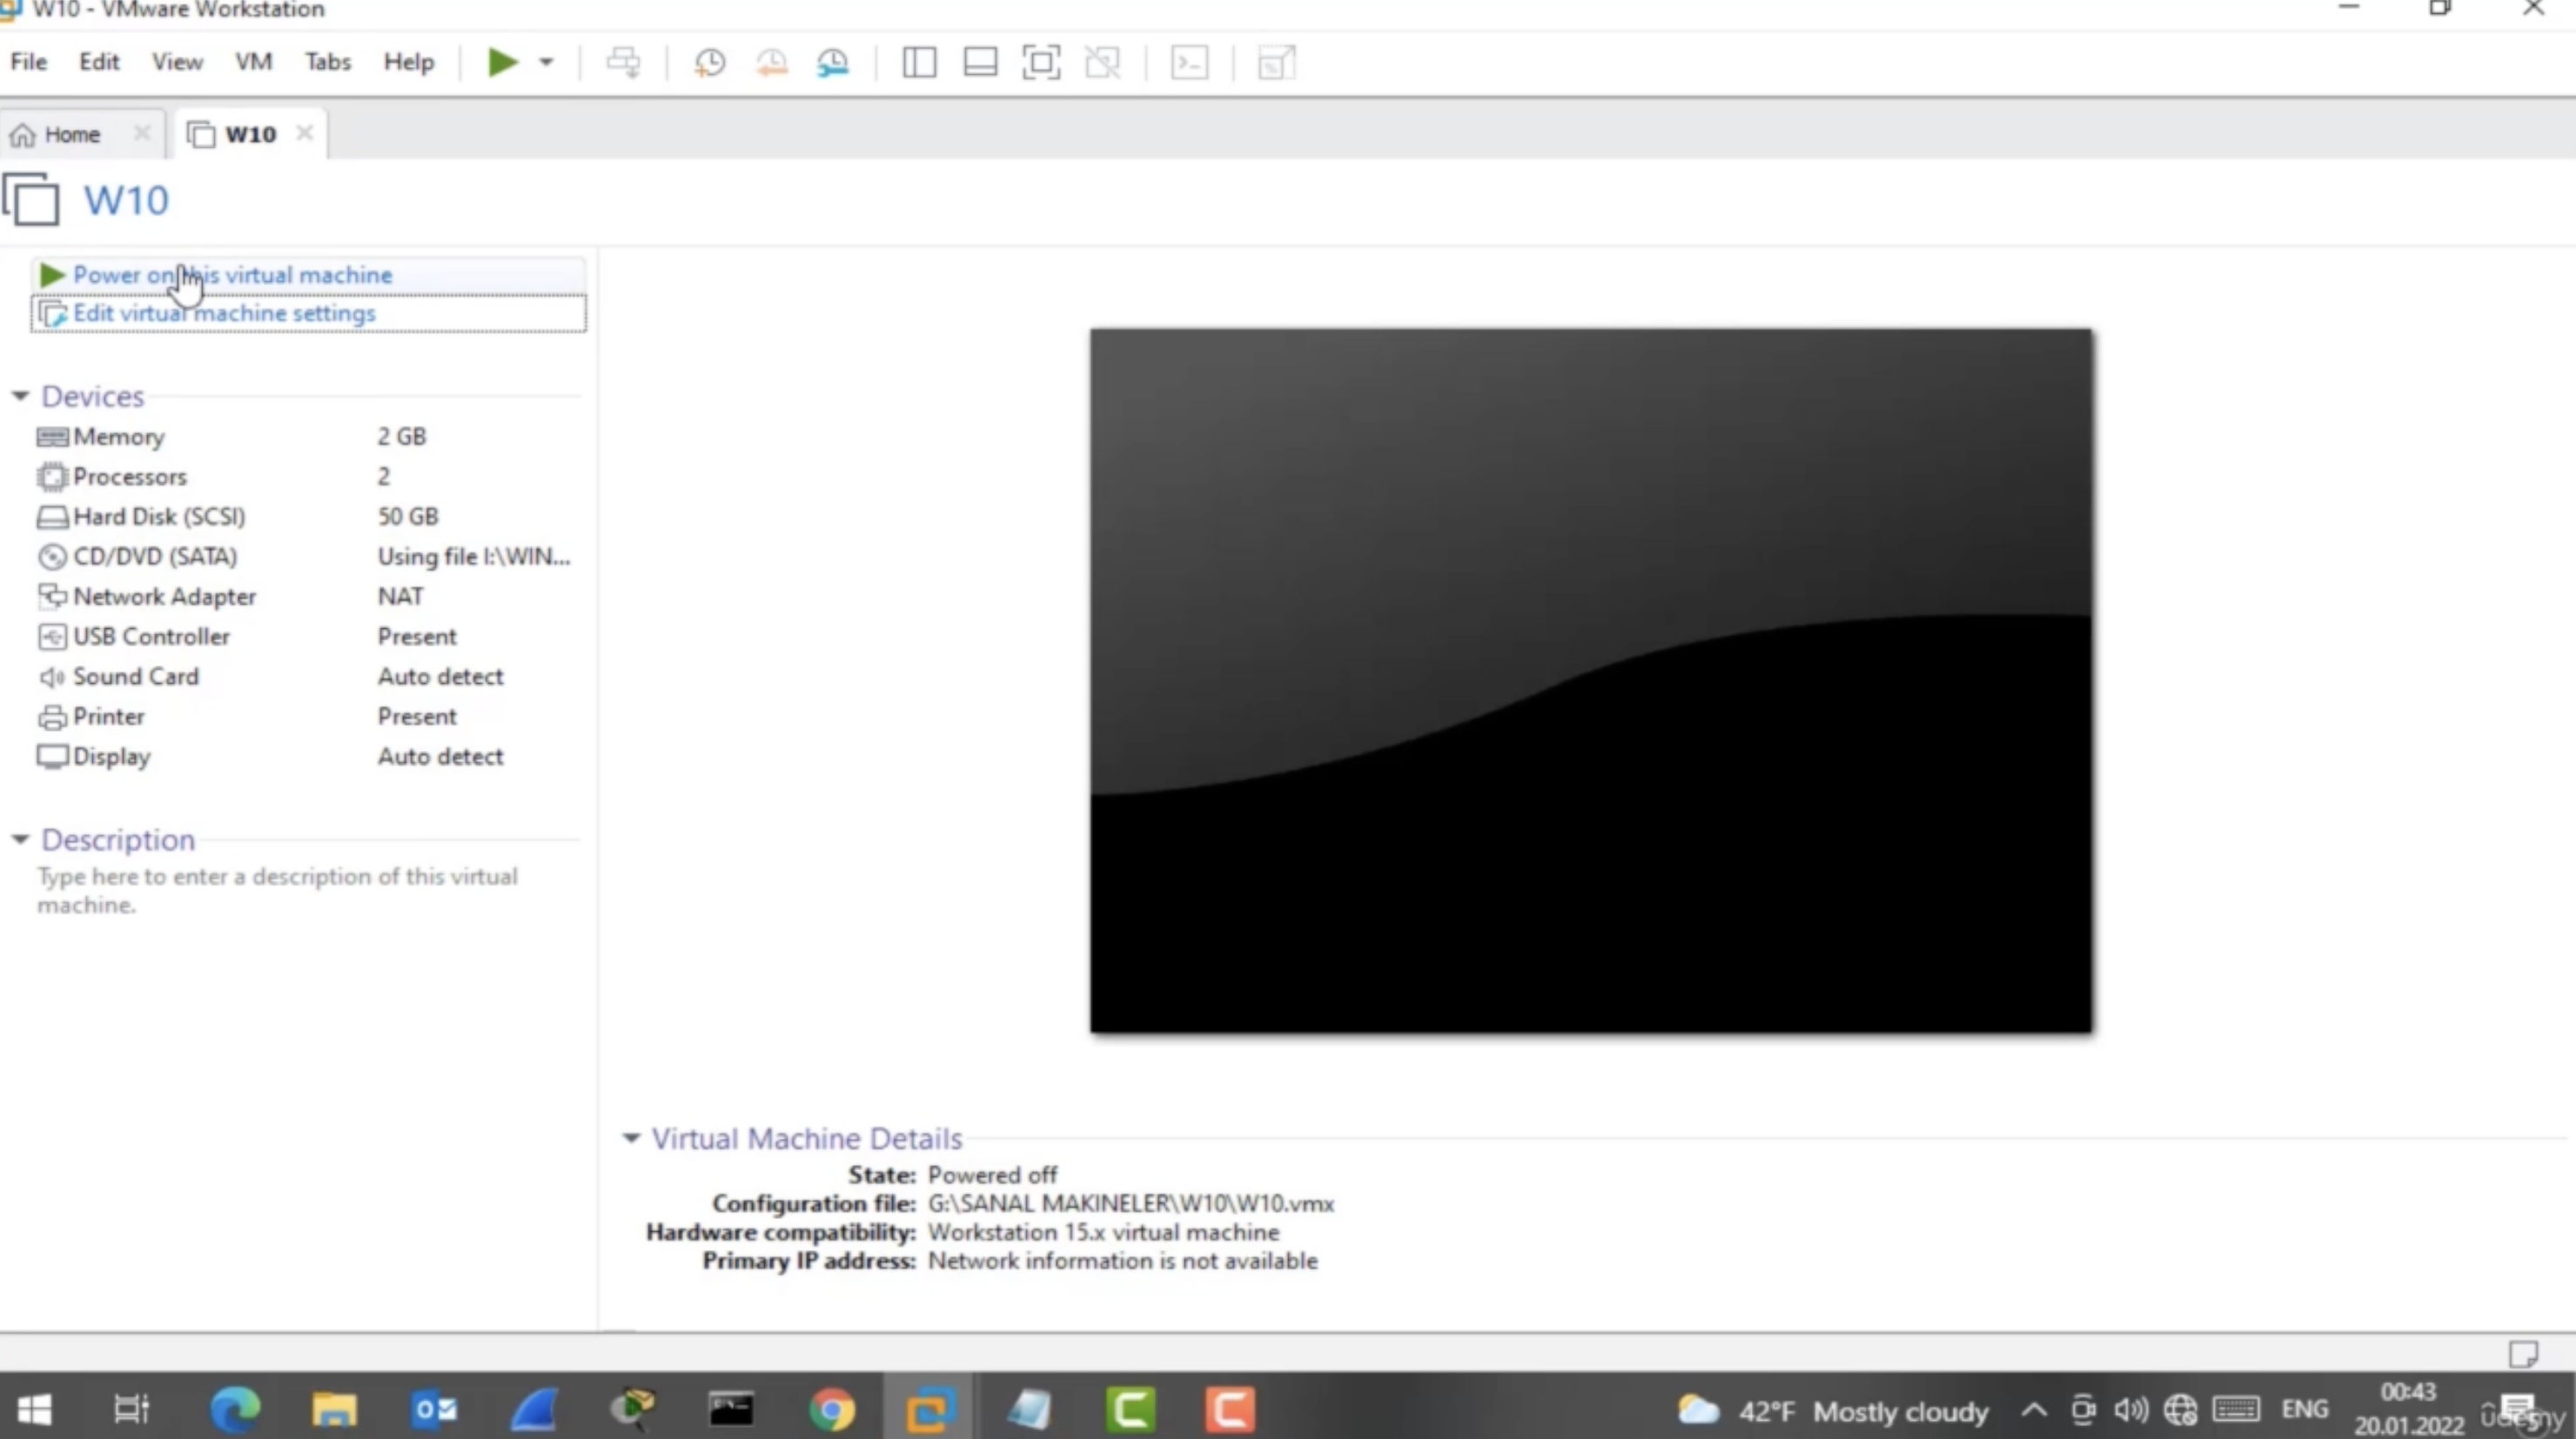 W10 - VMware Workstation
File Edit View VM Tabs Help
Home W10
W10
Power on this virtual machine
Edit virtual machine settings
Devices
Memory 2 GB
Processors 2
Hard Disk (SCSI) 50 GB
CD/DVD (SATA) Using file I:\WIN...
Network Adapter NAT
USB Controller Present
Sound Card Auto detect
Printer Present
Display Auto detect
Description
Type here to enter a description of this virtual
machine.
Virtual Machine Details
State: Powered off
Configuration file: G:\SANAL MAKINELER\W10\W10.vmx
Hardware compatibility: Workstation 15.x virtual machine
Primary IP address: Network information is not available
42°F Mostly cloudy ENG 00:43
20.01.2022
udemy